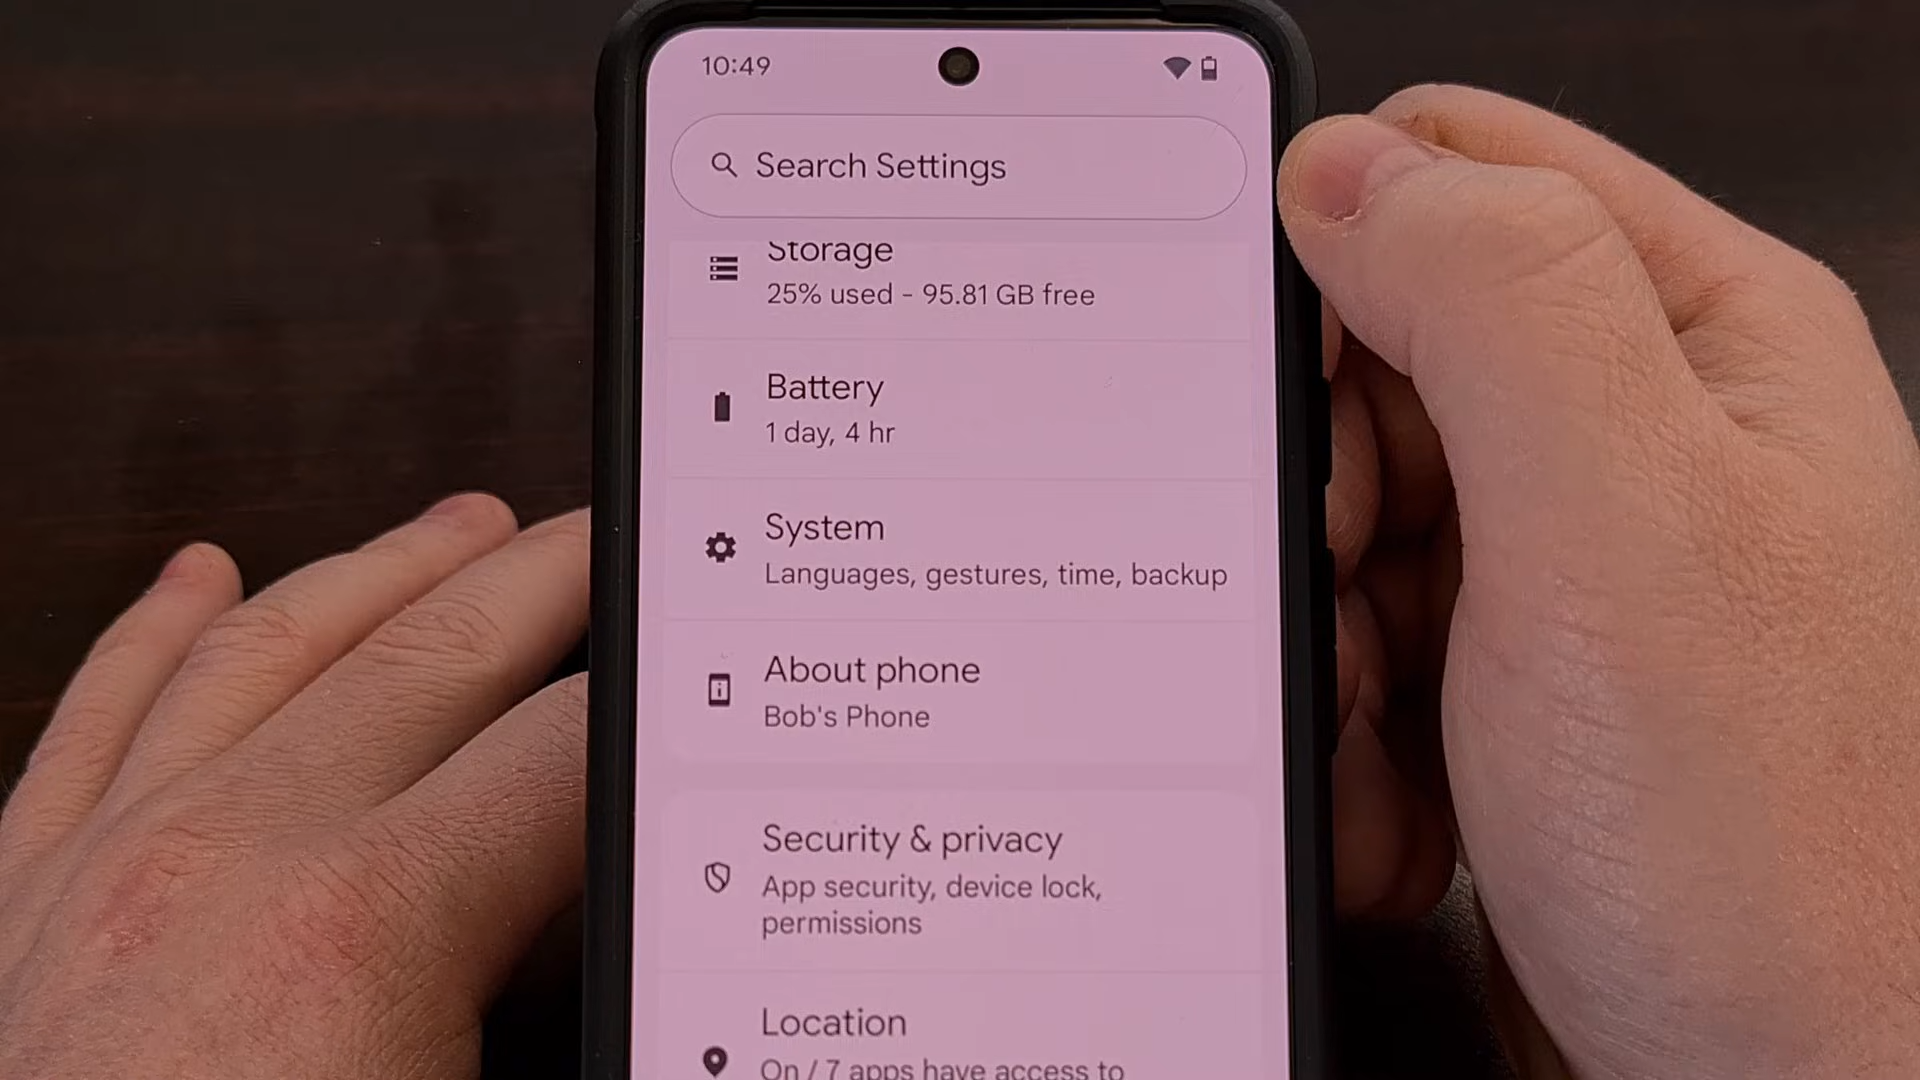 10:49
Search Settings
Storage
25% used - 95.81 GB free
Battery
1 day, 4 hr
System
Languages, gestures, time, backup
About phone
Bob's Phone
Security & privacy
App security, device lock,
permissions
Location
On / 7 apps have access to